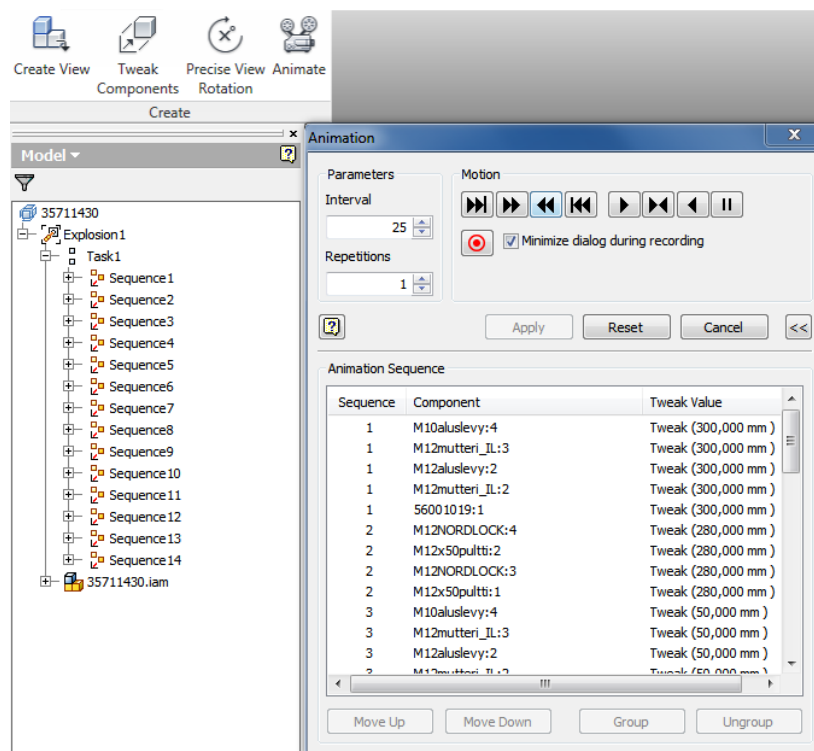 Create View
Tweak Components
Precise View Rotation
Animate
Create
Model
35711430
Explosion1
Task1
Sequence1
Sequence2
Sequence3
Sequence4
Sequence5
Sequence6
Sequence7
Sequence8
Sequence9
Sequence10
Sequence11
Sequence12
Sequence13
Sequence14
35711430.iam
Animation
Parameters
Interval
25
Repetitions
1
Motion
Minimize dialog during recording
Apply Reset Cancel <<
Animation Sequence
Sequence Component Tweak Value
1 M10aluslevy:4 Tweak (300,000 mm )
1 M12mutteri_IL:3 Tweak (300,000 mm )
1 M12aluslevy:2 Tweak (300,000 mm )
1 M12mutteri_IL:2 Tweak (300,000 mm )
1 56001019:1 Tweak (300,000 mm )
2 M12NORDLOCK:4 Tweak (280,000 mm )
2 M12x50pultti:2 Tweak (280,000 mm )
2 M12NORDLOCK:3 Tweak (280,000 mm )
2 M12x50pultti:1 Tweak (280,000 mm )
3 M10aluslevy:4 Tweak (50,000 mm )
3 M12mutteri_IL:3 Tweak (50,000 mm )
3 M12aluslevy:2 Tweak (50,000 mm )
3 M12mutteri_IL:2 Tweak (50,000 mm )
Move Up Move Down Group Ungroup